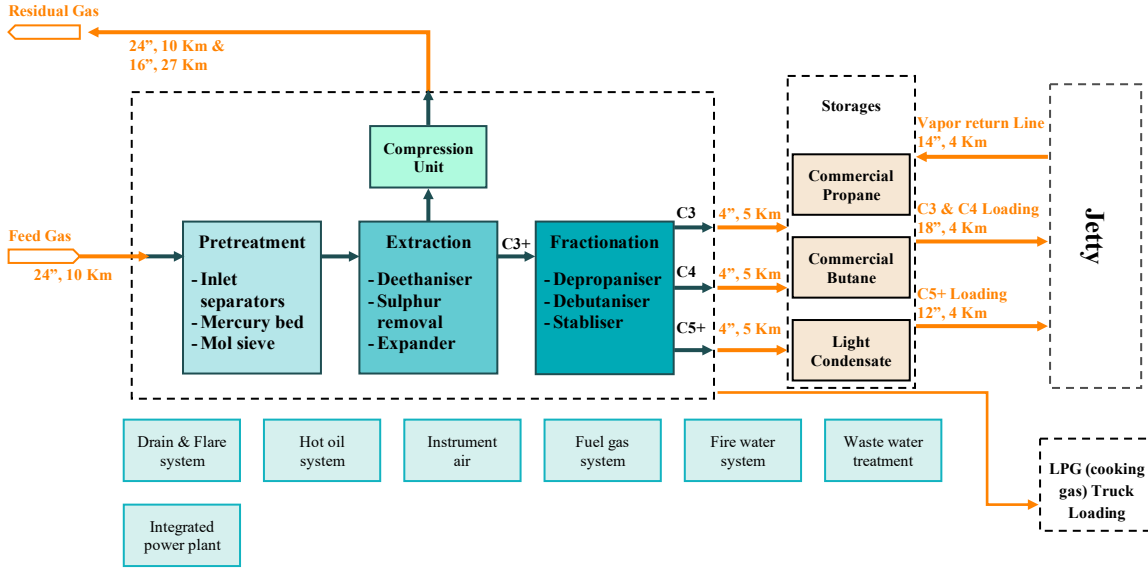 Residual Gas
24”, 10 Km &
16”, 27 Km
Compression
Unit
Feed Gas
24”, 10 Km
Pretreatment
- Inlet
separators
- Mercury bed
- Mol sieve
Extraction
- Deethaniser
- Sulphur
removal
- Expander
C3+
Fractionation
- Depropaniser
- Debutaniser
- Stabliser
C3
C4
C5+
4”, 5 Km
4”, 5 Km
4”, 5 Km
Storages
Commercial
Propane
Commercial
Butane
Light
Condensate
Vapor return Line
14”, 4 Km
C3 & C4 Loading
18”, 4 Km
C5+ Loading
12”, 4 Km
Jetty
LPG (cooking
gas) Truck
Loading
Drain & Flare
system
Hot oil
system
Instrument
air
Fuel gas
system
Fire water
system
Waste water
treatment
Integrated
power plant